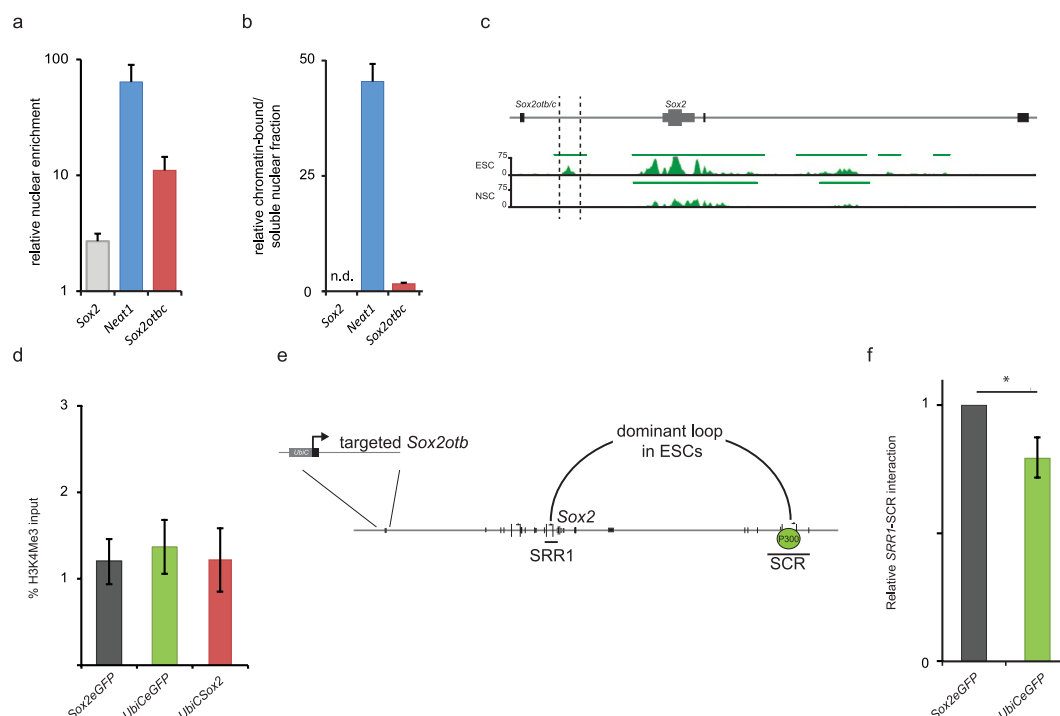 a
relative nuclear enrichment
100
10
1
Sox2
Neat1
Sox2otbc
b
relative chromatin-bound/
soluble nuclear fraction
50
25
0
n.d.
Sox2
Neat1
Sox2otbc
c
Sox2otb/c
Sox2
75
ESC
0
75
NSC
0
d
% H3K4Me3 input
3
2
1
Sox2eGFP
UbiCeGFP
UbiCSox2
e
UbiC
targeted Sox2otb
dominant loop
in ESCs
Sox2
SRR1
P300
SCR
f
Relative SRR1-SCR interaction
*
1
0
Sox2eGFP
UbiCeGFP